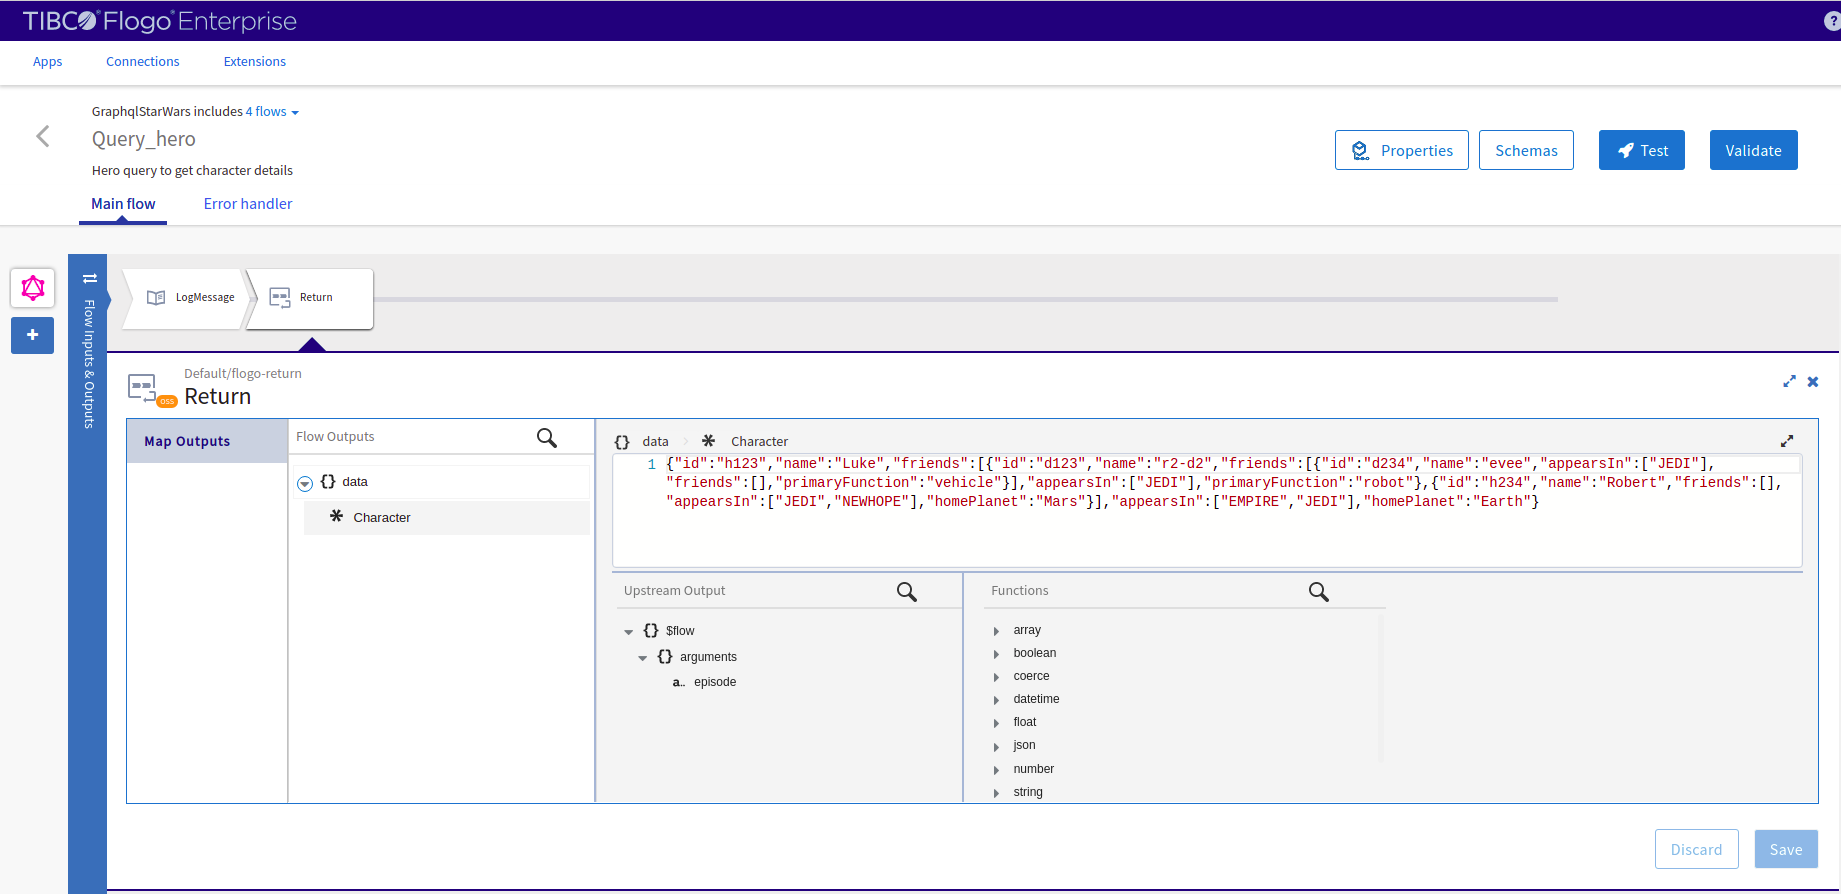 TIBCO® Flogo® Enterprise
?
Apps Connections Extensions
GraphqlStarWars includes 4 flows
Query_hero
Hero query to get character details
Properties Schemas Test Validate
Main flow Error handler
Flow Inputs & Outputs
LogMessage Return
Default/flogo-return
oss
Return
Map Outputs
Flow Outputs
{} data
* Character
{} data * Character
1 {"id":"h123","name":"Luke","friends":[{"id":"d123","name":"r2-d2","friends":[{"id":"d234","name":"evee","appearsIn":["JEDI"],
"friends":[],"primaryFunction":"vehicle"}],"appearsIn":["JEDI"],"primaryFunction":"robot"},{"id":"h234","name":"Robert","friends":[],
"appearsIn":["JEDI","NEWHOPE"],"homePlanet":"Mars"}],"appearsIn":["EMPIRE","JEDI"],"homePlanet":"Earth"}
Upstream Output
{} $flow
{} arguments
a.. episode
Functions
array
boolean
coerce
datetime
float
json
number
string
Discard Save